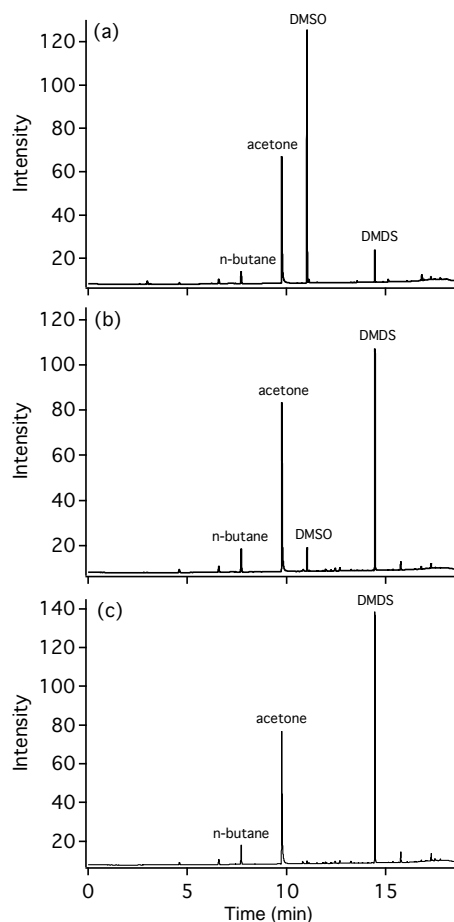 (a)
DMSO
acetone
DMDS
n-butane
120
100
80
60
40
20
Intensity
(b)
DMDS
acetone
n-butane
DMSO
120
100
80
60
40
20
Intensity
(c)
DMDS
acetone
n-butane
140
120
100
80
60
40
20
Intensity
0
5
10
15
Time (min)